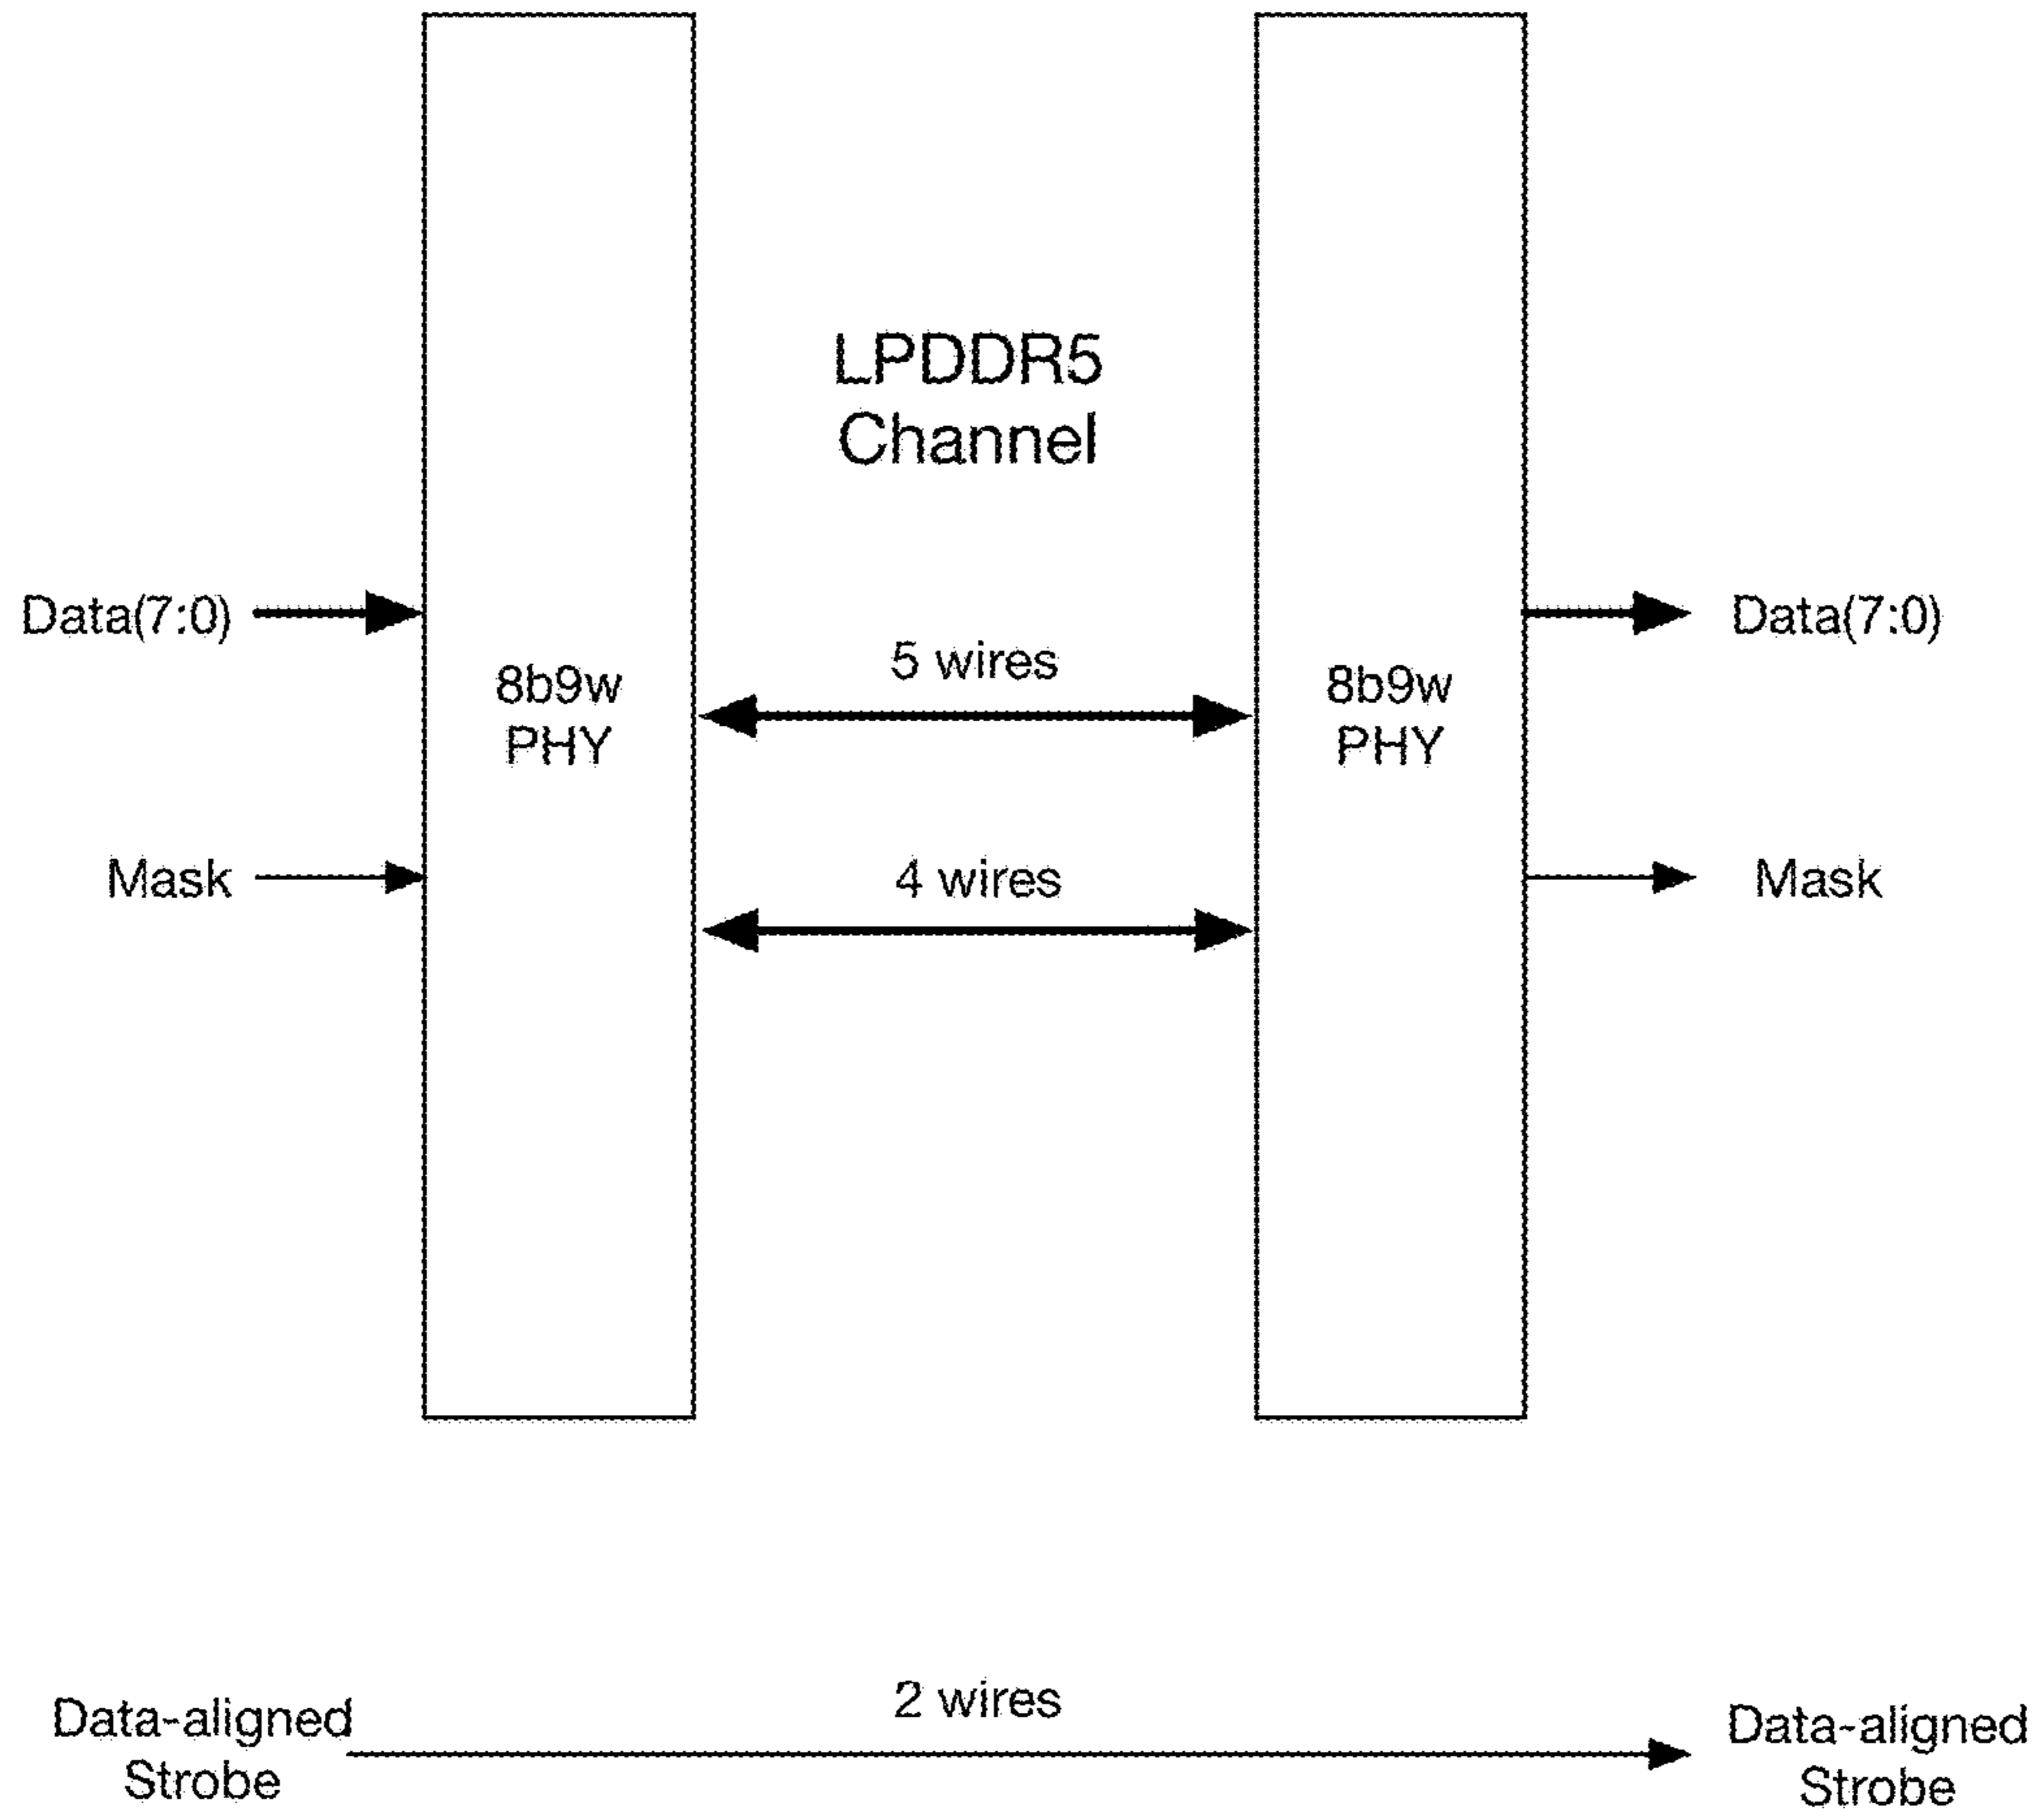 LPDDR5
Channel
Data(7:0)
Data(7:0)
5 wires
8b9w
PHY
8b9w
PHY
Mask
4 wires
Mask
2 wires
Data-aligned
Strobe
Data-aligned
Strobe